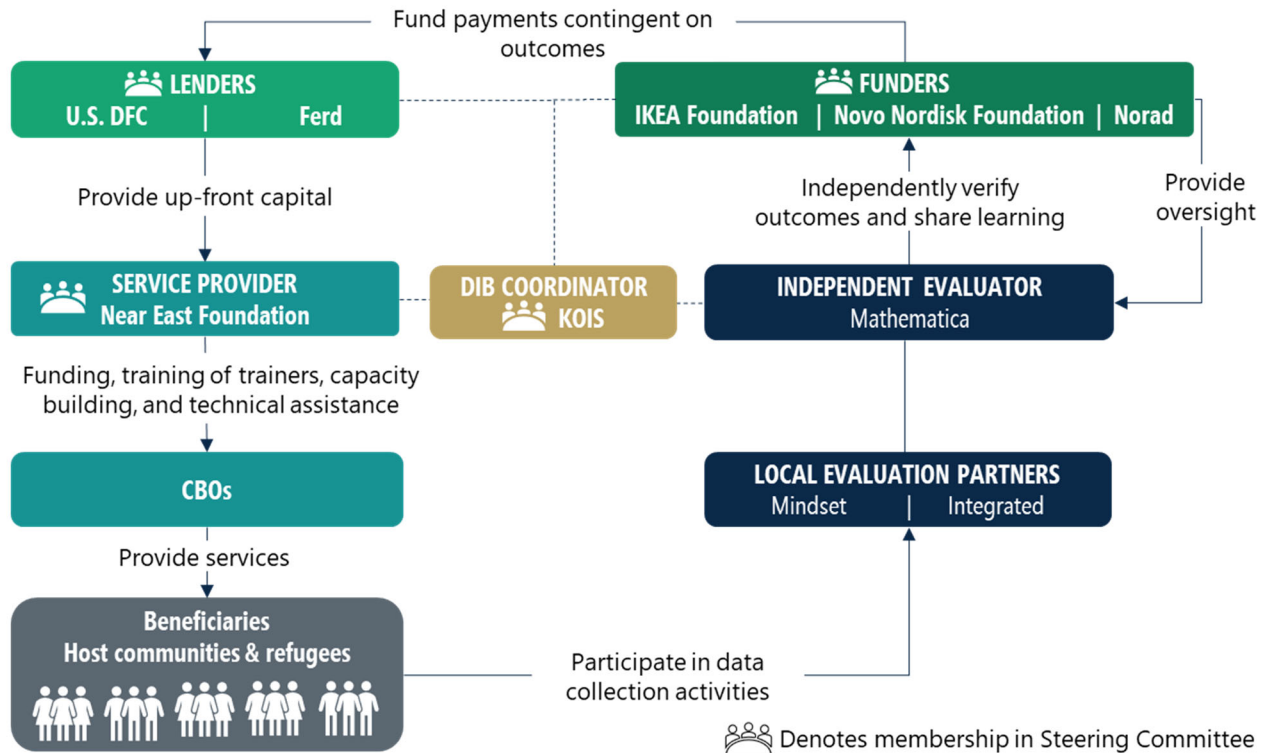 Fund payments contingent on
outcomes
LENDERS
U.S. DFC | Ferd
FUNDERS
IKEA Foundation | Novo Nordisk Foundation | Norad
Provide up-front capital
Independently verify
outcomes and share learning
Provide
oversight
SERVICE PROVIDER
Near East Foundation
DIB COORDINATOR
KOIS
INDEPENDENT EVALUATOR
Mathematica
Funding, training of trainers, capacity
building, and technical assistance
CBOs
LOCAL EVALUATION PARTNERS
Mindset | Integrated
Provide services
Beneficiaries
Host communities & refugees
Participate in data
collection activities
Denotes membership in Steering Committee